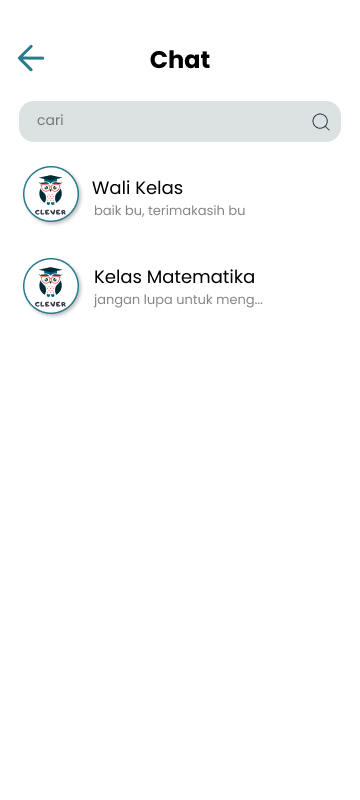 Chat
cari
CLEVER
Wali Kelas
baik bu, terimakasih bu
CLEVER
Kelas Matematika
jangan lupa untuk meng...